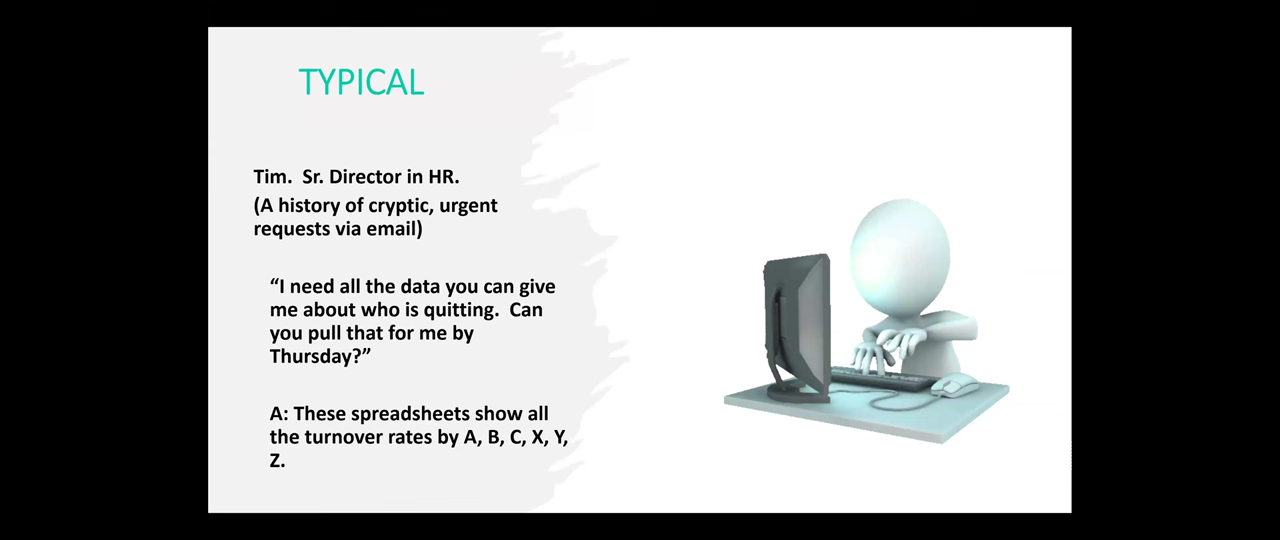 TYPICAL
Tim.  Sr. Director in HR.
(A history of cryptic, urgent
requests via email)
“I need all the data you can give
me about who is quitting.  Can
you pull that for me by
Thursday?”
A: These spreadsheets show all
the turnover rates by A, B, C, X, Y,
Z.